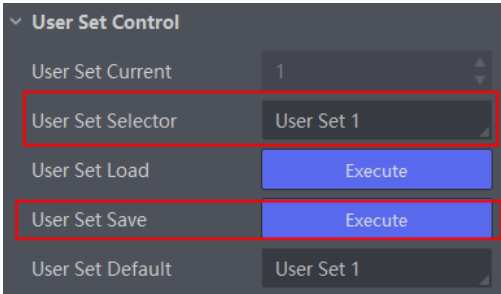 User Set Control
User Set Current 1
User Set Selector User Set 1
User Set Load Execute
User Set Save Execute
User Set Default User Set 1